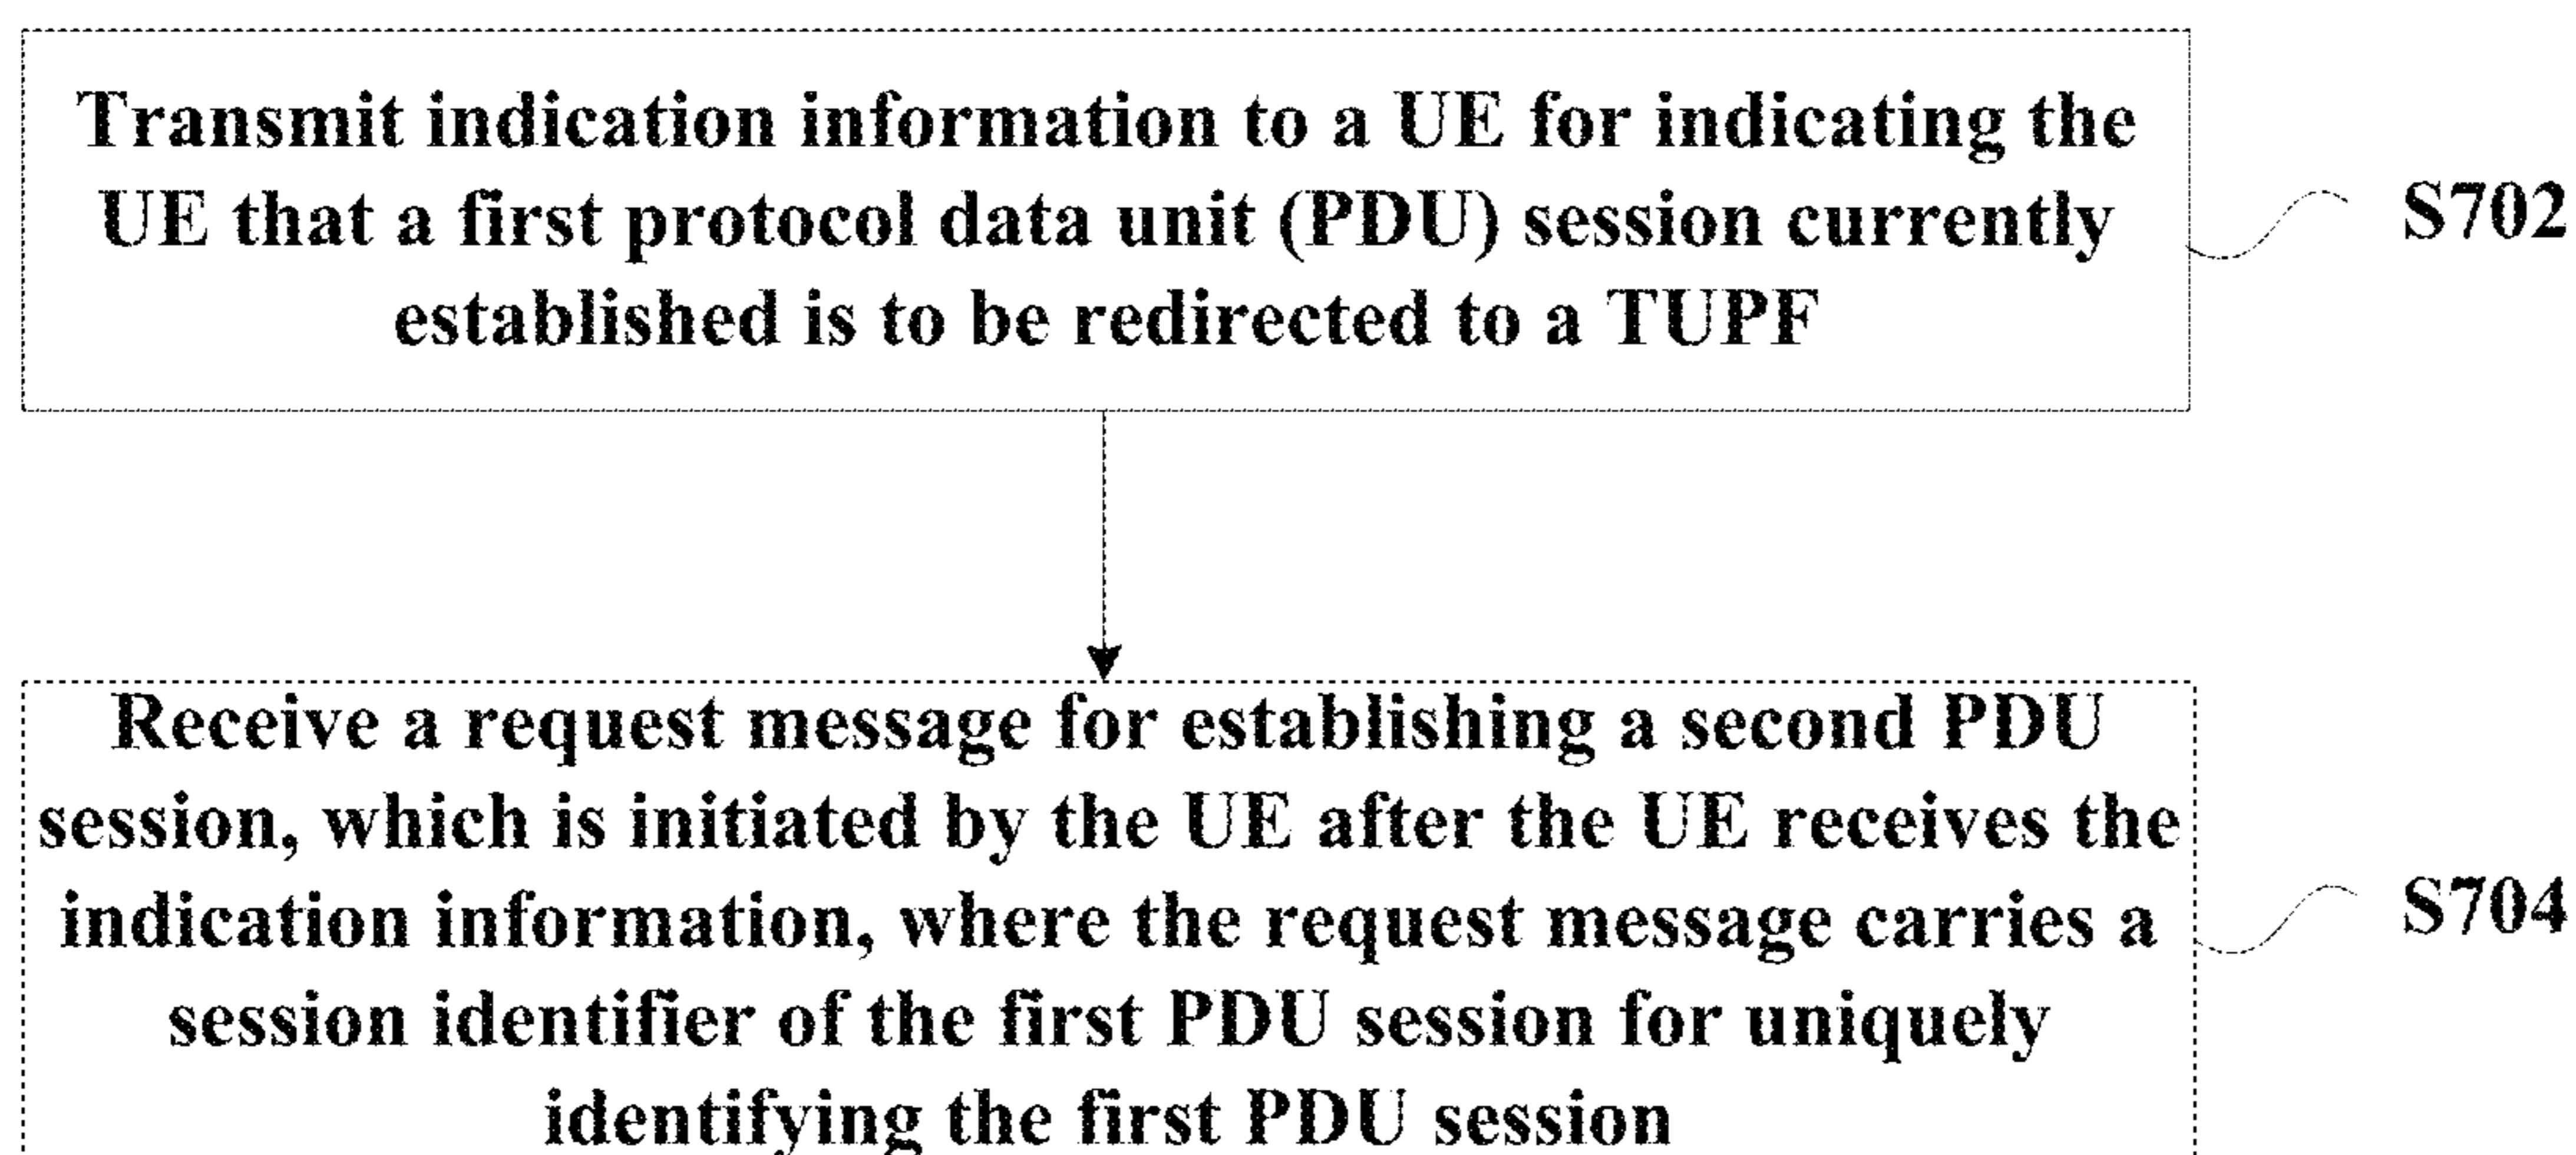 Transmit indication information to a UE for indicating the
UE that a first protocol data unit (PDU) session currently
established is to be redirected to a TUPF
S702
Receive a request message for establishing a second PDU
session, which is initiated by the UE after the UE receives the
indication information, where the request message carries a
session identifier of the first PDU session for uniquely
identifying the first PDU session
S704